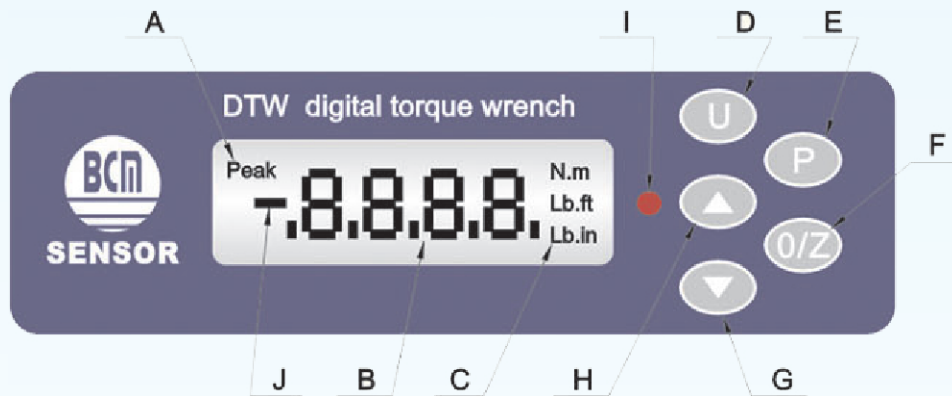 A I D E
DTW digital torque wrench
U
BCM
SENSOR
Peak
-.8.8.8.8.
N.m
Lb.ft
Lb.in
P
F
0/Z
J B C H G